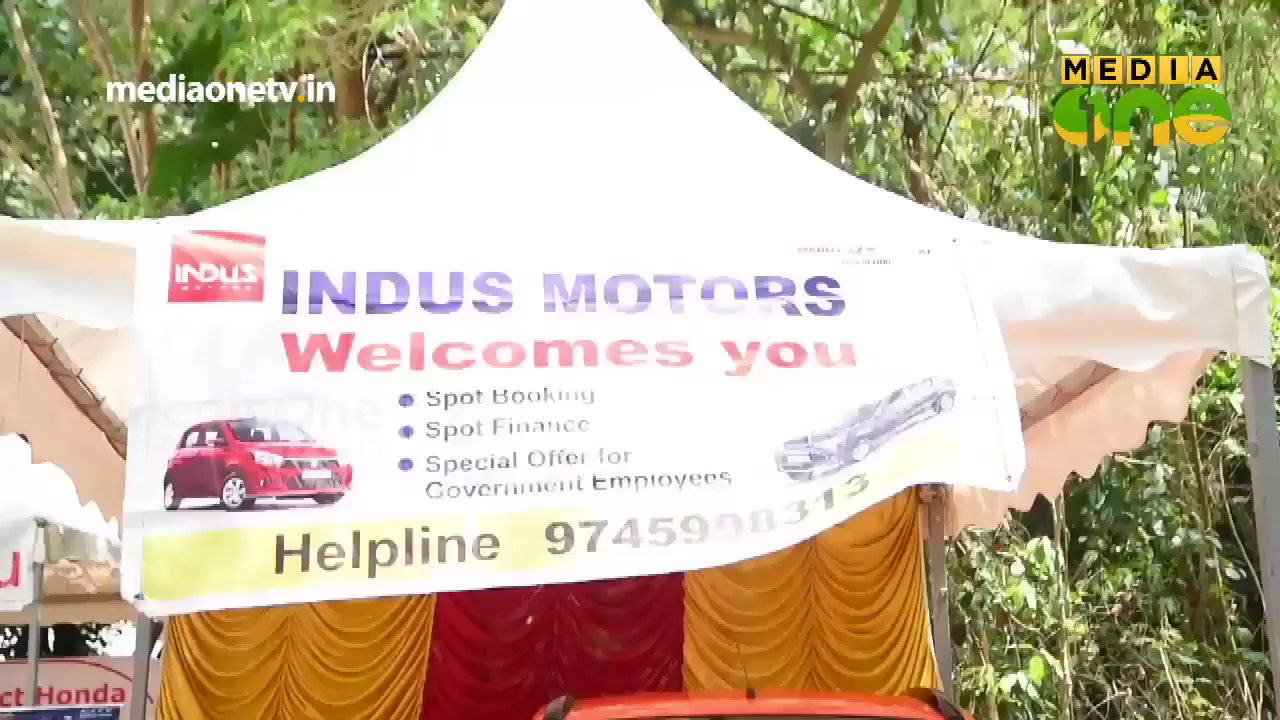 mediaonetv.in
MEDIA
one
INDUS
MOTORS
INDUS MOTORS
Welcomes you
Spot Booking
Spot Finance
Special Offer for
Government Employees
Helpline 9745998313
ct Honda